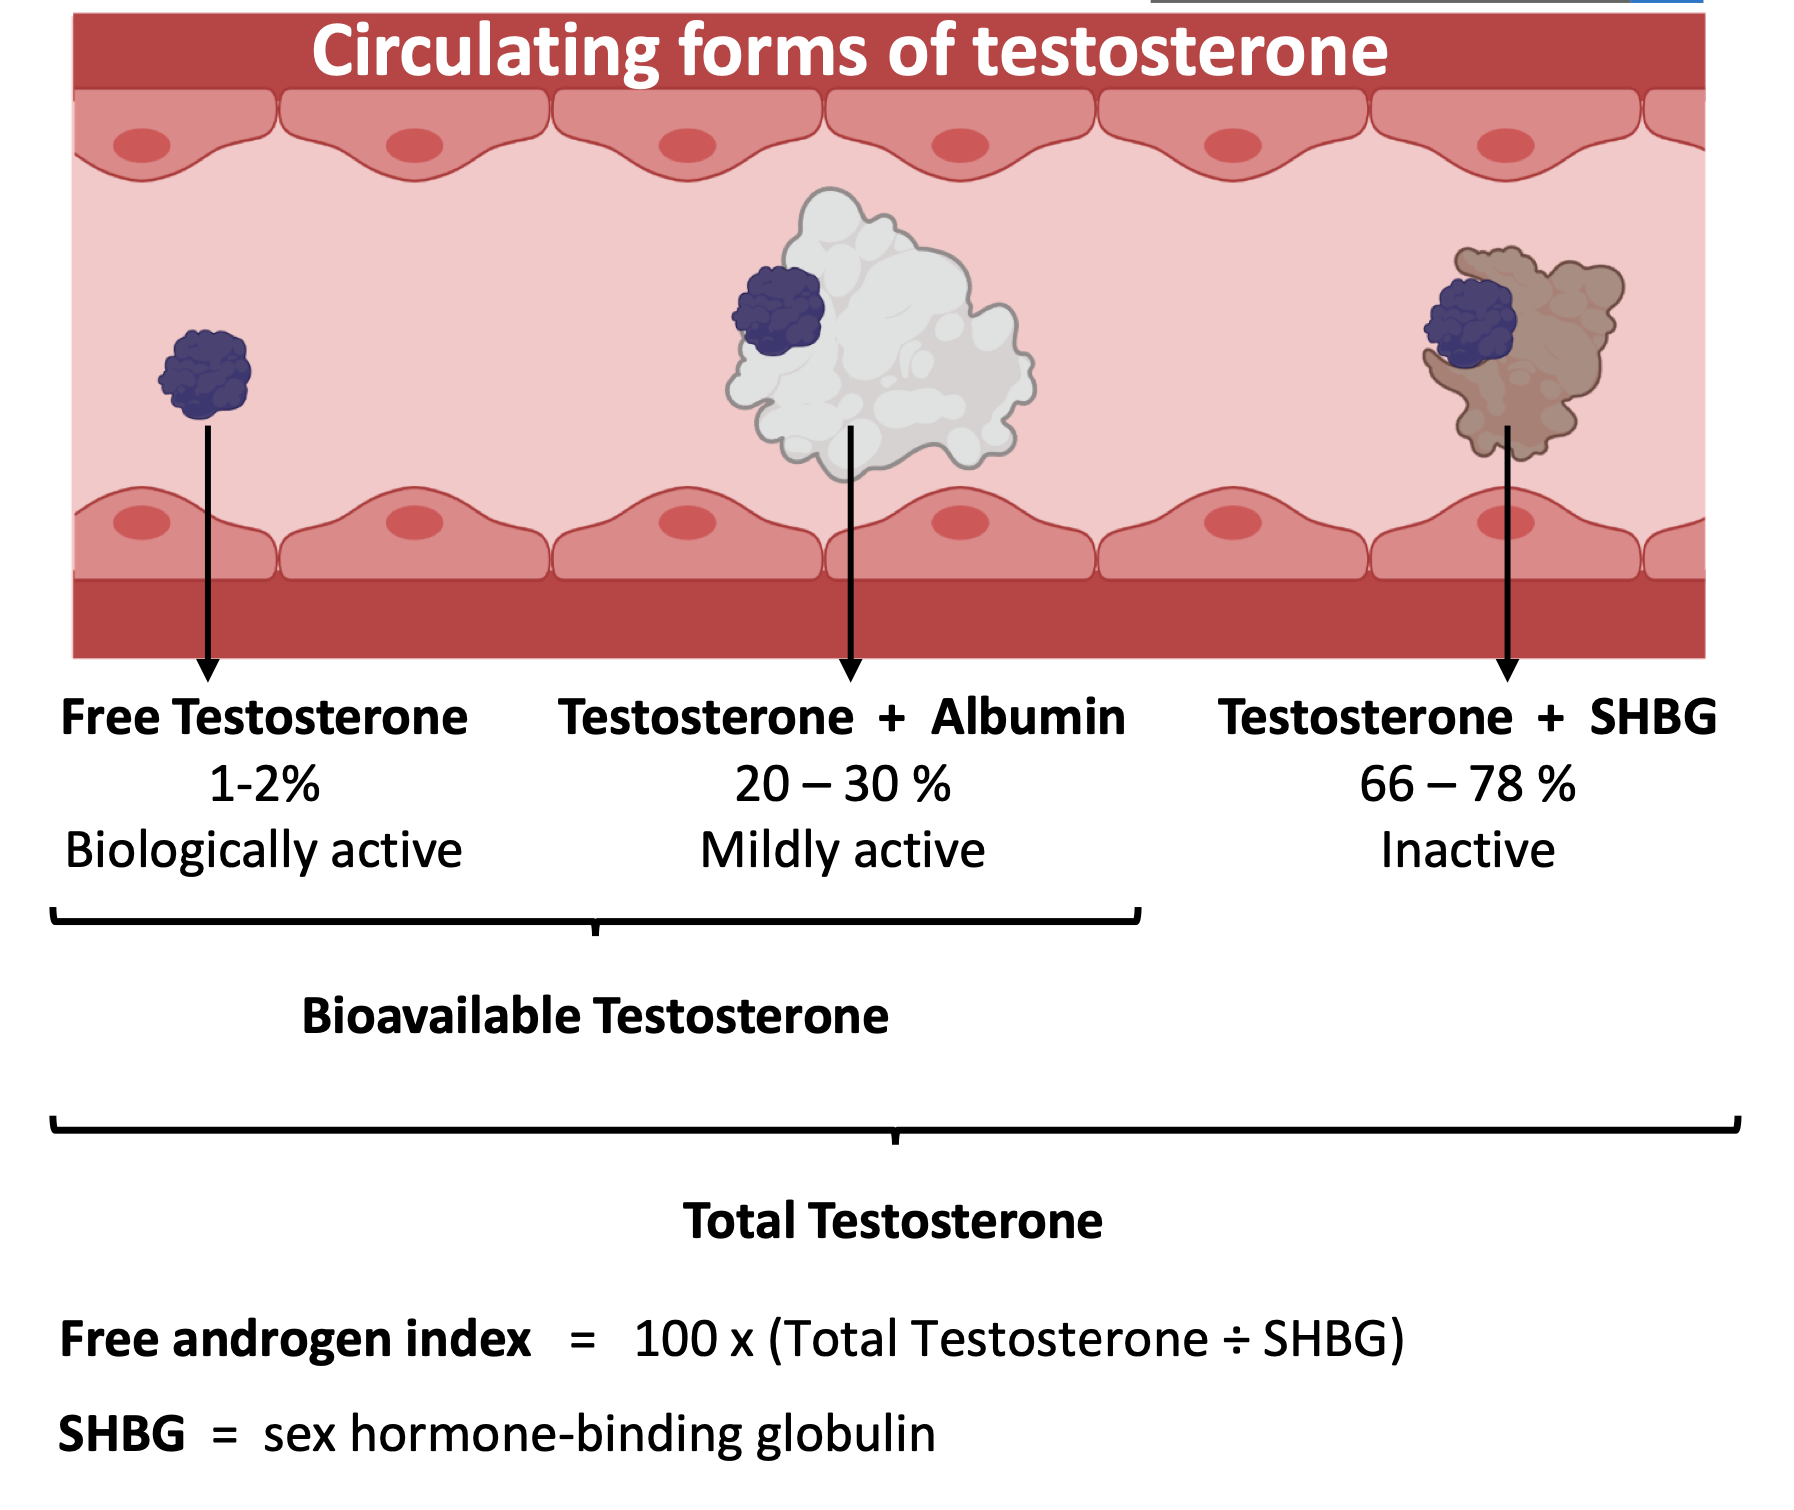 Circulating forms of testosterone
Free Testosterone
1-2%
Biologically active
Testosterone + Albumin
20 – 30 %
Mildly active
Testosterone + SHBG
66 – 78 %
Inactive
Bioavailable Testosterone
Total Testosterone
Free androgen index = 100 x (Total Testosterone ÷ SHBG)
SHBG = sex hormone-binding globulin